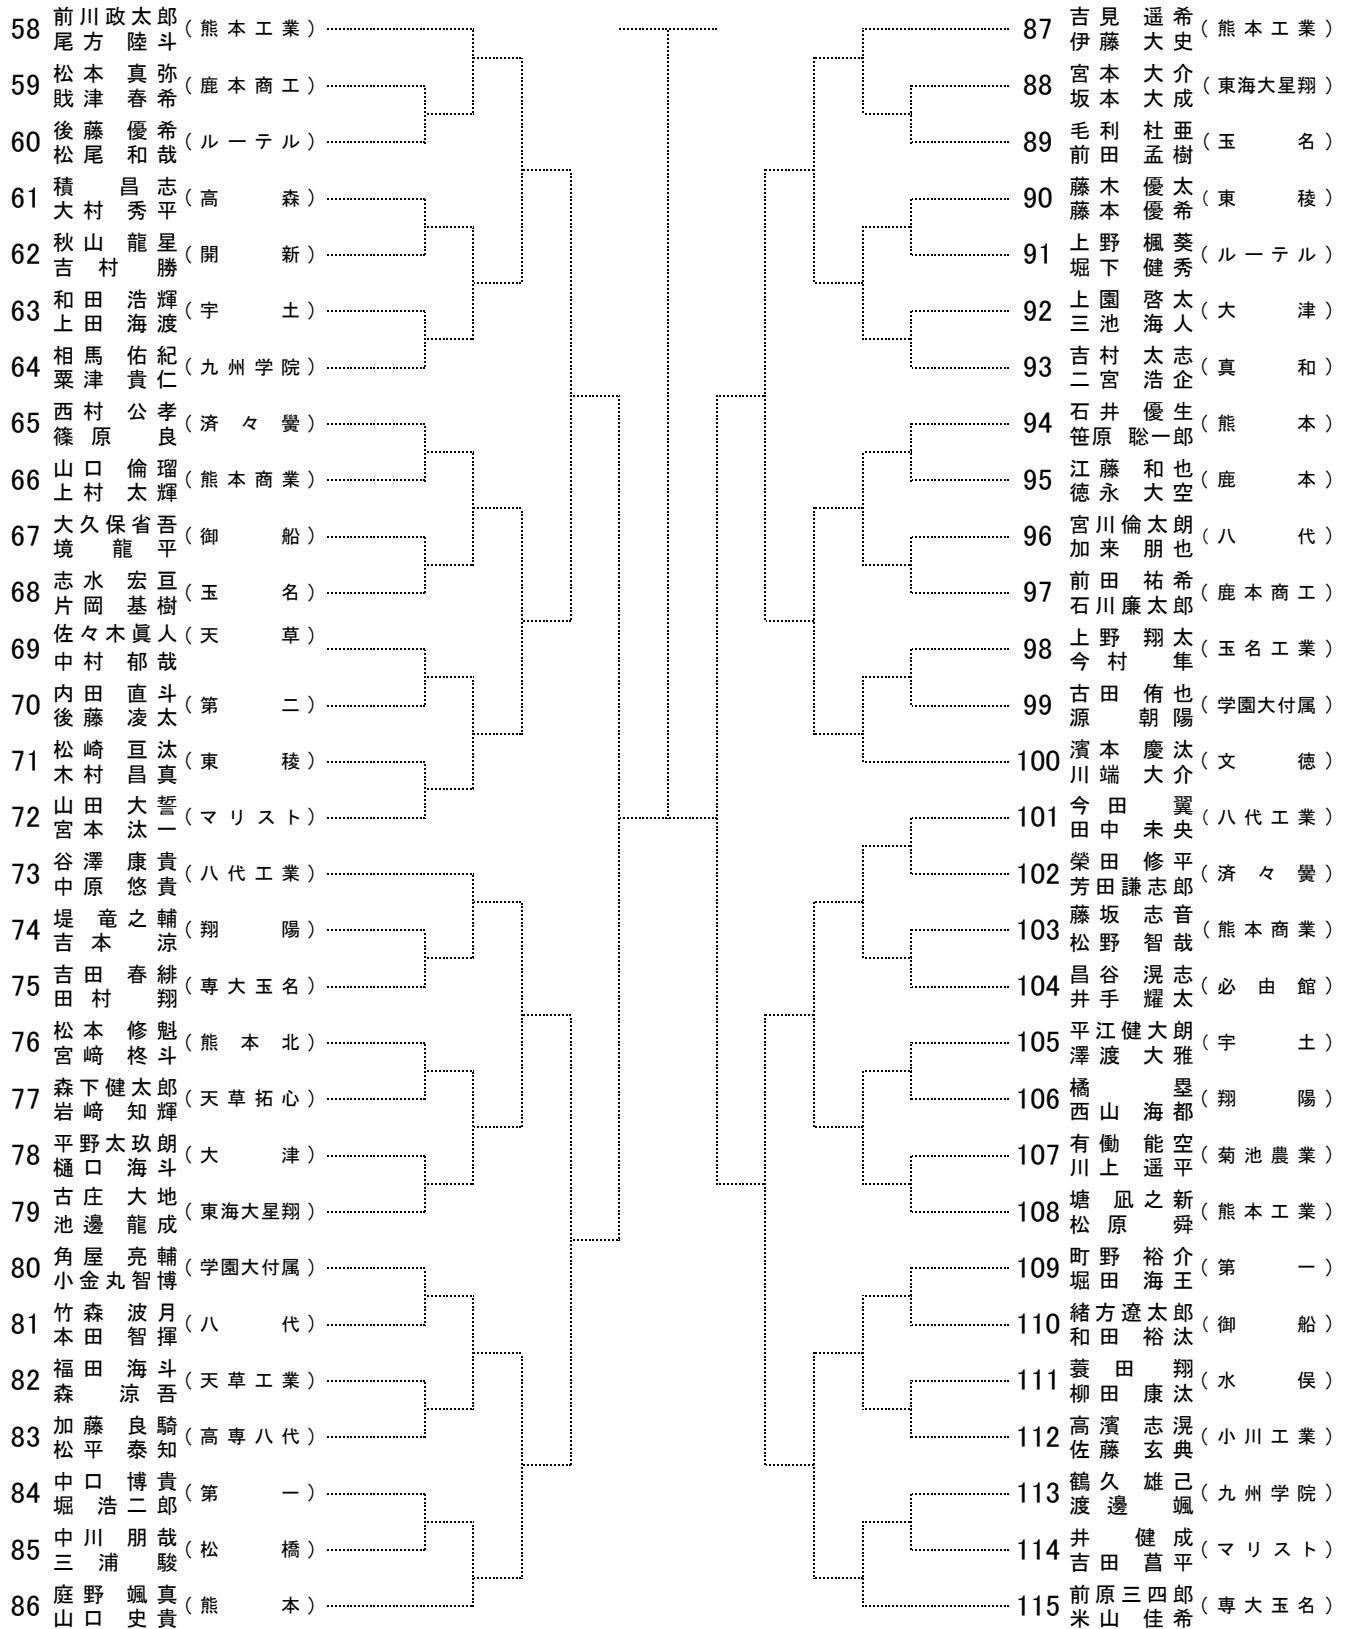 58 前川政太郎 尾方 陸斗 (熊本工業)
59 松本 真弥 戝津 春希 (鹿本商工)
60 後藤 優希 松尾 和哉 (ルーテル)
61 積 昌志 大村 秀平 (高森)
62 秋山 龍星 吉村 勝 (開新)
63 和田 浩輝 上田 海渡 (宇土)
64 相馬 佑紀 粟津 貴仁 (九州学院)
65 西村 公孝 篠原 良 (済々黌)
66 山口 倫瑠 上村 太輝 (熊本商業)
67 大久保省吾 境 龍平 (御船)
68 志水 宏亘 片岡 基樹 (玉名)
69 佐々木眞人 中村 郁哉 (天草)
70 内田 直斗 後藤 凌太 (第二)
71 松崎 亘汰 木村 昌真 (東稜)
72 山田 大誓 宮本 汰一 (マリスト)
73 谷澤 康貴 中原 悠貴 (八代工業)
74 堤 竜之輔 吉本 涼 (翔陽)
75 吉田 春緋 田村 翔 (専大玉名)
76 松本 修魁 宮﨑 柊斗 (熊本北)
77 森下健太郎 岩﨑 知輝 (天草拓心)
78 平野太玖朗 樋口 海斗 (大津)
79 古庄 大地 池邊 龍成 (東海大星翔)
80 角屋 亮輔 小金丸智博 (学園大付属)
81 竹森 波月 本田 智揮 (八代)
82 福田 海斗 森 涼吾 (天草工業)
83 加藤 良騎 松平 泰知 (高専八代)
84 中口 博貴 堀 浩二郎 (第一)
85 中川 朋哉 三浦 駿 (松橋)
86 庭野 颯真 山口 史貴 (熊本)
87 吉見 遥希 伊藤 大史 (熊本工業)
88 宮本 大介 坂本 大成 (東海大星翔)
89 毛利 杜亜 前田 孟樹 (玉名)
90 藤木 優太 藤本 優希 (東稜)
91 上野 楓葵 堀下 健秀 (ルーテル)
92 上園 啓太 三池 海人 (大津)
93 吉村 太志 二宮 浩企 (真和)
94 石井 優生 笹原 聡一郎 (熊本)
95 江藤 和也 徳永 大空 (鹿本)
96 宮川倫太朗 加来 朋也 (八代)
97 前田 祐希 石川廉太郎 (鹿本商工)
98 上野 翔太 今村 隼 (玉名工業)
99 古田 侑也 源 朝陽 (学園大付属)
100 濱本 慶汰 川端 大介 (文徳)
101 今田 翼 田中 未央 (八代工業)
102 榮田 修平 芳田謙志郎 (済々黌)
103 藤坂 志音 松野 智哉 (熊本商業)
104 昌谷 滉志 井手 耀太 (必由館)
105 平江健大朗 澤渡 大雅 (宇土)
106 橘 塁 西山 海都 (翔陽)
107 有働 能空 川上 遥平 (菊池農業)
108 塘 凪之新 松原 舜 (熊本工業)
109 町野 裕介 堀田 海王 (第一)
110 緒方遼太郎 和田 裕汰 (御船)
111 蓑田 翔 柳田 康汰 (水俣)
112 高濱 志滉 佐藤 玄典 (小川工業)
113 鶴久 雄己 渡邊 颯 (九州学院)
114 井 健成 吉田 菖平 (マリスト)
115 前原三四郎 米山 佳希 (専大玉名)